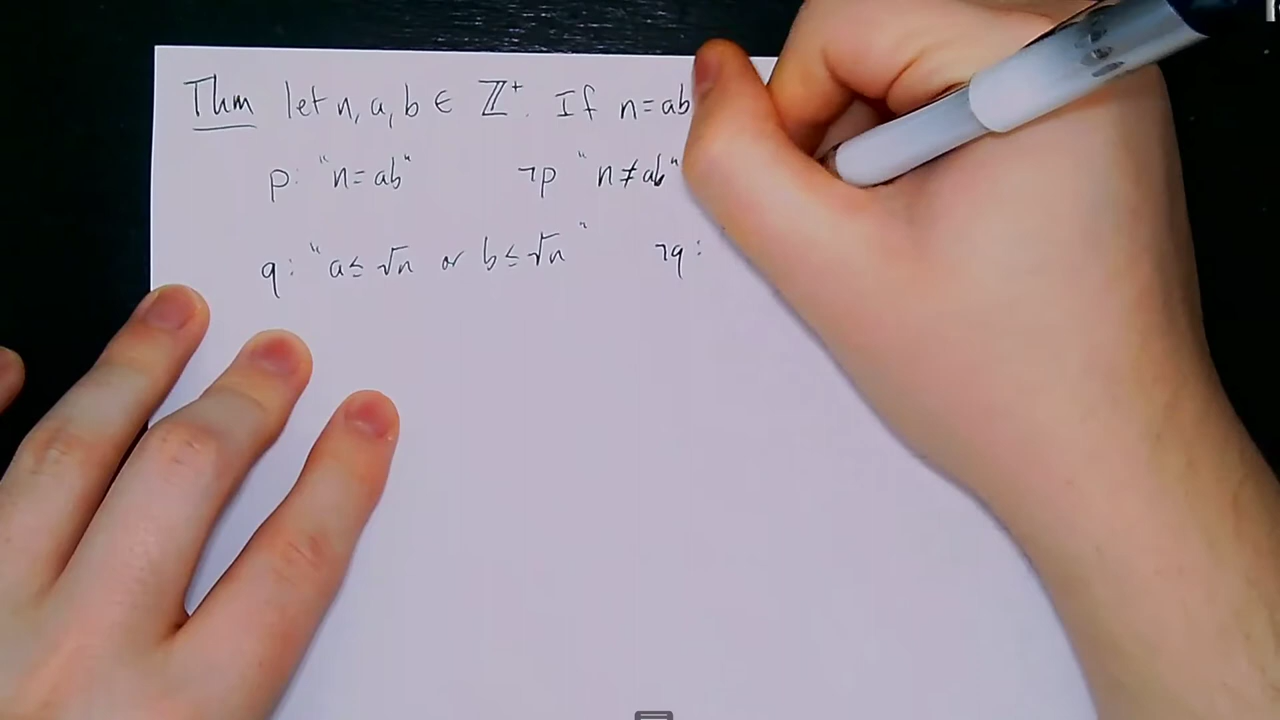 Thm let n, a, b ∈ ℤ⁺. If n=ab
p: "n=ab" ¬p "n≠ab"
q: "a≤√n or b≤√n" ¬q: